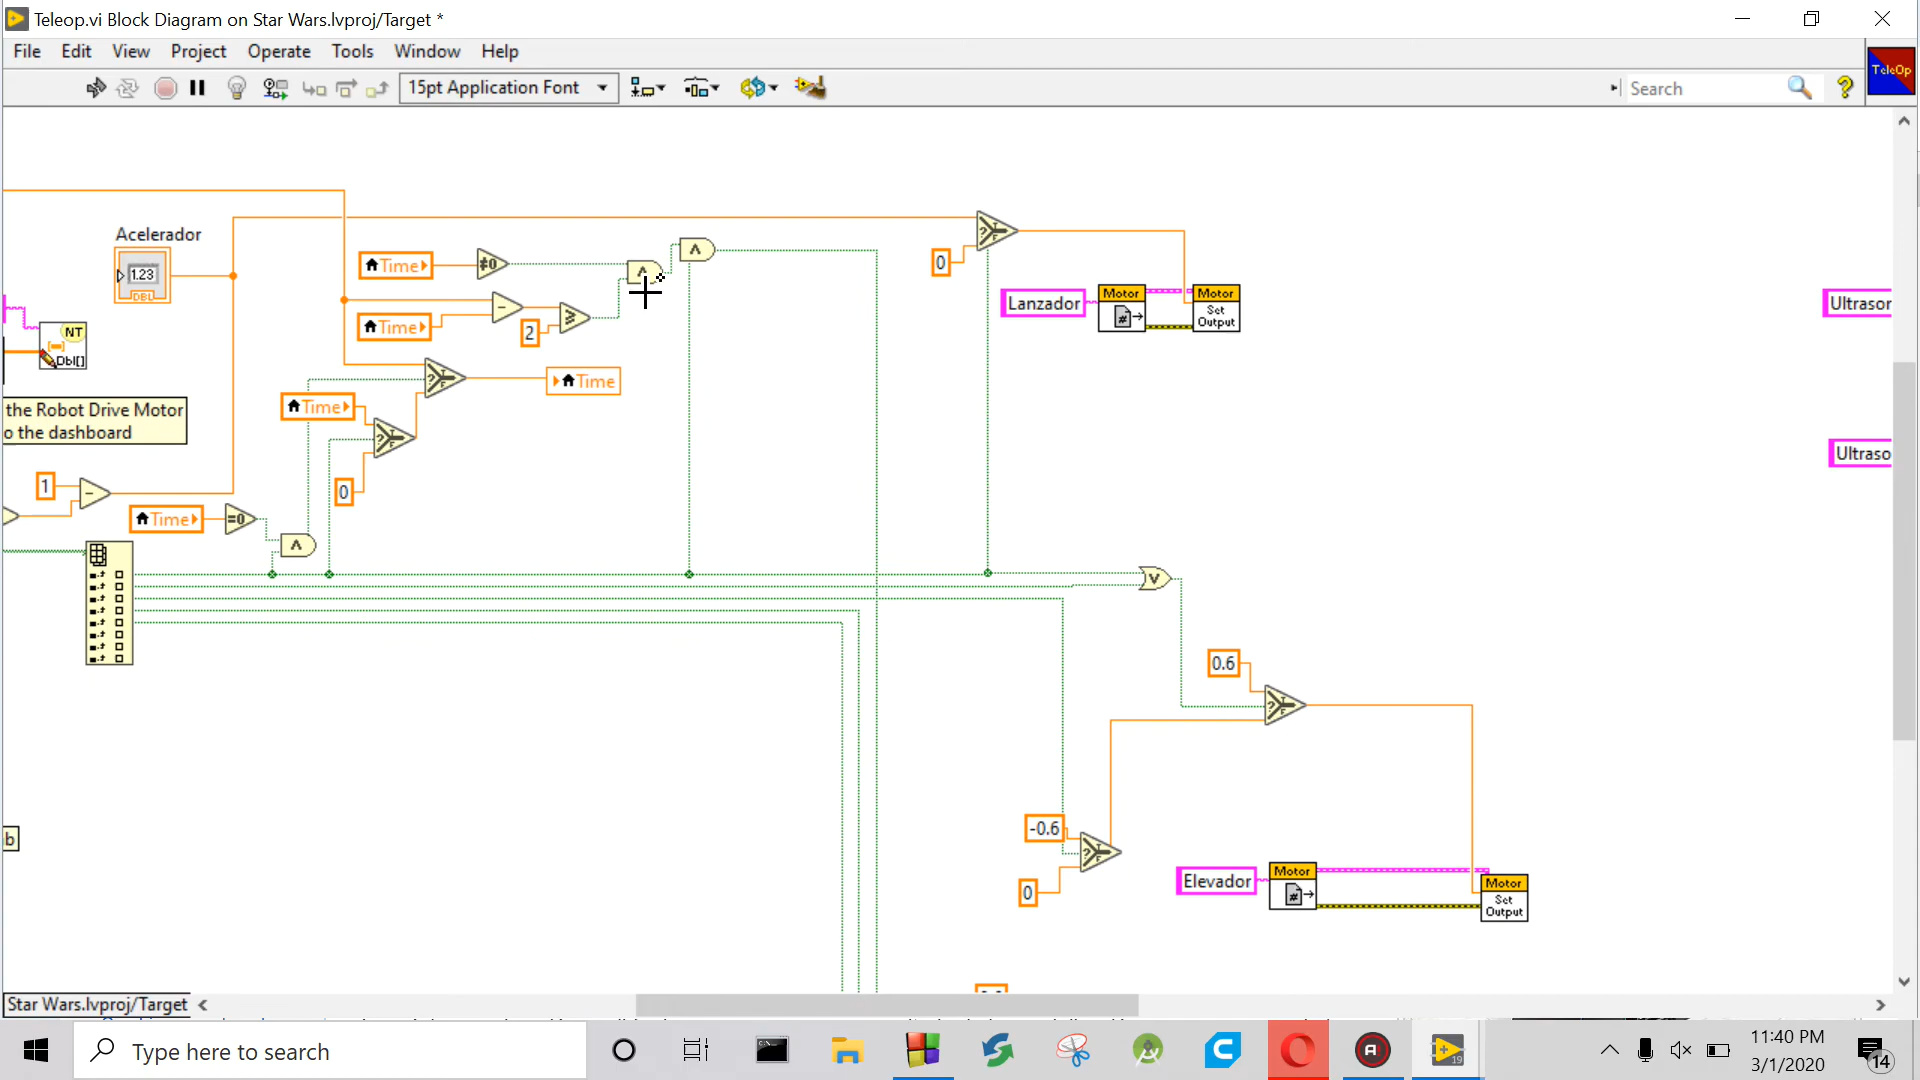 Teleop.vi Block Diagram on Star Wars.lvproj/Target *
File Edit View Project Operate Tools Window Help
15pt Application Font
Search
TeleOp
Acelerador
1.23
DBL
Time
≠0
Time
2
Time
Time
0
0
Lanzador
Motor
Motor
Set
Output
Ultrasor
Ultraso
NT
Dbl[]
the Robot Drive Motor
o the dashboard
1
Time
=0
0.6
-0.6
0
Elevador
Motor
Motor
Set
Output
b
Star Wars.lvproj/Target
Type here to search
11:40 PM
3/1/2020
14